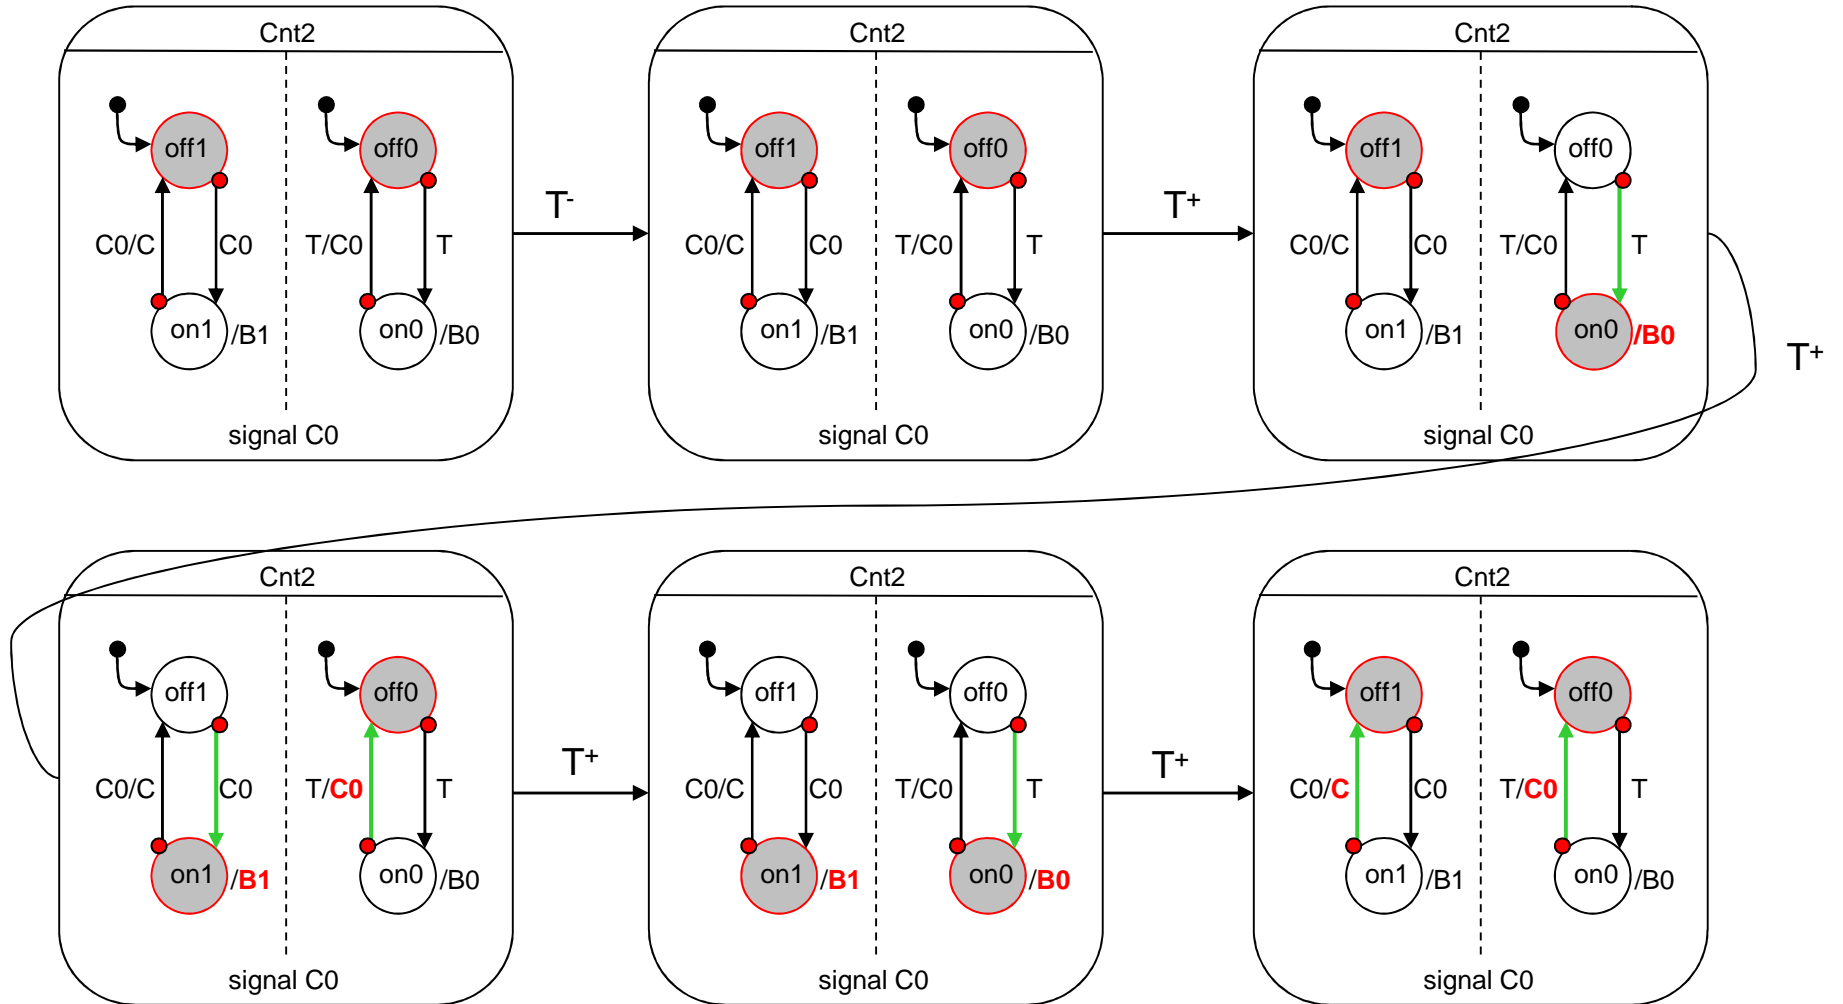 Cnt2
off1 off0
C0/C C0 T/C0 T
on1 /B1 on0 /B0
signal C0
T-
Cnt2
off1 off0
C0/C C0 T/C0 T
on1 /B1 on0 /B0
signal C0
T+
Cnt2
off1 off0
C0/C C0 T/C0 T
on1 /B1 on0 /B0
signal C0
T+
Cnt2
off1 off0
C0/C C0 T/C0 T
on1 /B1 on0 /B0
signal C0
T+
Cnt2
off1 off0
C0/C C0 T/C0 T
on1 /B1 on0 /B0
signal C0
T+
Cnt2
off1 off0
C0/C C0 T/C0 T
on1 /B1 on0 /B0
signal C0